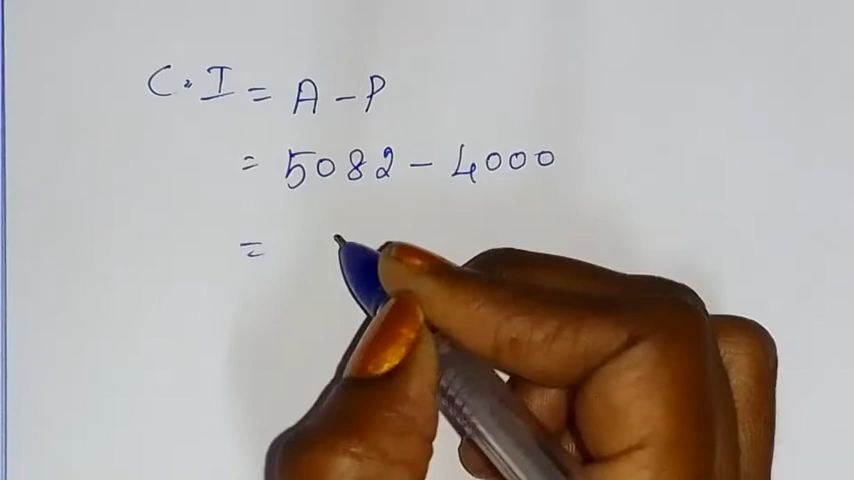 C.I = A - P
= 5082 - 4000
=